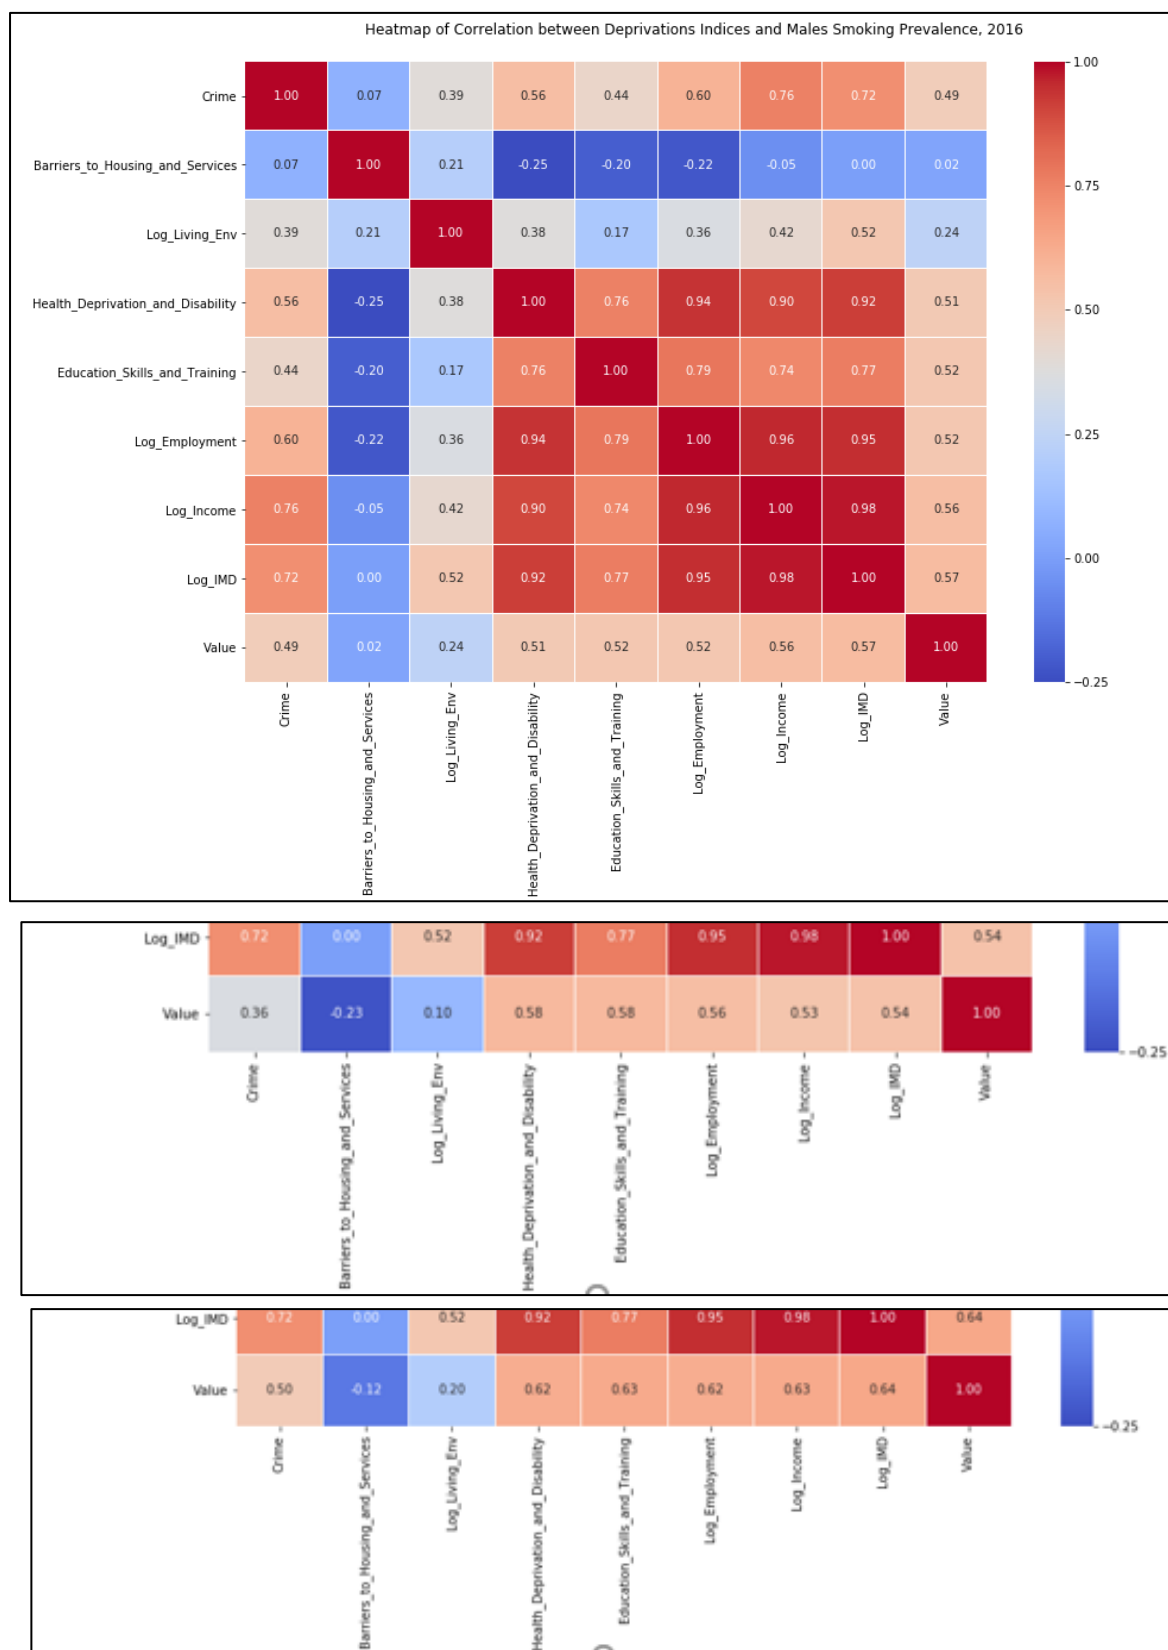 Heatmap of Correlation between Deprivations Indices and Males Smoking Prevalence, 2016
Crime 1.00 0.07 0.39 0.56 0.44 0.60 0.76 0.72 0.49
Barriers_to_Housing_and_Services 0.07 1.00 0.21 -0.25 -0.20 -0.22 -0.05 0.00 0.02
Log_Living_Env 0.39 0.21 1.00 0.38 0.17 0.36 0.42 0.52 0.24
Health_Deprivation_and_Disability 0.56 -0.25 0.38 1.00 0.76 0.94 0.90 0.92 0.51
Education_Skills_and_Training 0.44 -0.20 0.17 0.76 1.00 0.79 0.74 0.77 0.52
Log_Employment 0.60 -0.22 0.36 0.94 0.79 1.00 0.96 0.95 0.52
Log_Income 0.76 -0.05 0.42 0.90 0.74 0.96 1.00 0.98 0.56
Log_IMD 0.72 0.00 0.52 0.92 0.77 0.95 0.98 1.00 0.57
Value 0.49 0.02 0.24 0.51 0.52 0.52 0.56 0.57 1.00
Crime
Barriers_to_Housing_and_Services
Log_Living_Env
Health_Deprivation_and_Disability
Education_Skills_and_Training
Log_Employment
Log_Income
Log_IMD
Value
1.00
0.75
0.50
0.25
0.00
−0.25
Log_IMD 0.72 0.00 0.52 0.92 0.77 0.95 0.98 1.00 0.54
Value 0.36 -0.23 0.10 0.58 0.58 0.56 0.53 0.54 1.00
−0.25
Crime
Barriers_to_Housing_and_Services
Log_Living_Env
Health_Deprivation_and_Disability
Education_Skills_and_Training
Log_Employment
Log_Income
Log_IMD
Value
Log_IMD 0.72 0.00 0.52 0.92 0.77 0.95 0.98 1.00 0.64
Value 0.50 -0.12 0.20 0.62 0.63 0.62 0.63 0.64 1.00
−0.25
Crime
Barriers_to_Housing_and_Services
Log_Living_Env
Health_Deprivation_and_Disability
Education_Skills_and_Training
Log_Employment
Log_Income
Log_IMD
Value